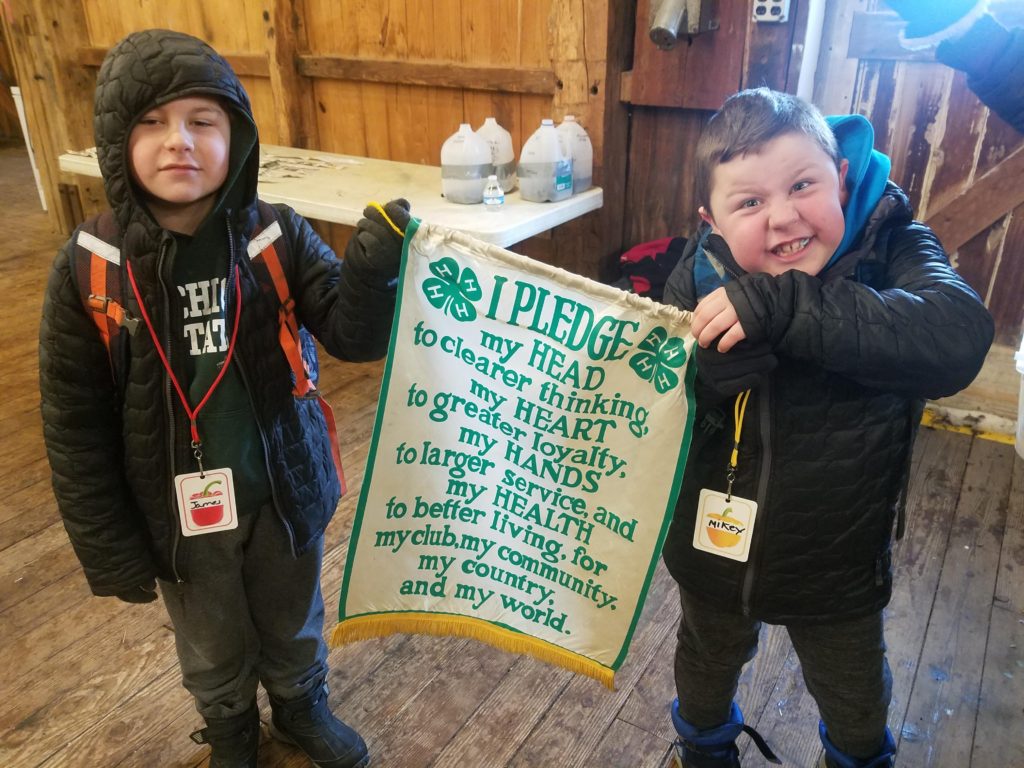 I PLEDGE
my HEAD
to clearer thinking,
my HEART
to greater loyalty,
my HANDS
to larger service, and
my HEALTH
to better living, for
my club, my community.
my country,
and my world.
H H H H
H H H H
James
MIKEY